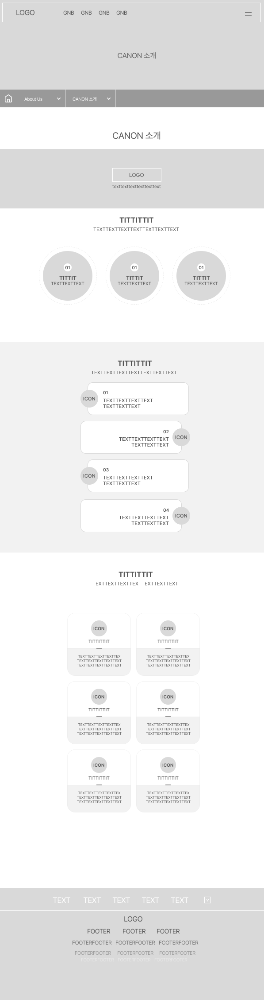 LOGO GNB GNB GNB GNB
CANON 소개
About Us CANON 소개
CANON 소개
LOGO
texttexttexttexttexttext
TITTITTIT
TEXTTEXTTEXTTEXTTEXTTEXTTEXT
01 01 01
TITTIT TITTIT TITTIT
TEXTTEXTTEXT TEXTTEXTTEXT TEXTTEXTTEXT
TITTITTIT
TEXTTEXTTEXTTEXTTEXTTEXTTEXT
ICON
01
TEXTTEXTTEXTTEXT
TEXTTEXTTEXT
02
TEXTTEXTTEXTTEXT
TEXTTEXTTEXT
ICON
ICON
03
TEXTTEXTTEXTTEXT
TEXTTEXTTEXT
04
TEXTTEXTTEXTTEXT
TEXTTEXTTEXT
ICON
TITTITTIT
TEXTTEXTTEXTTEXTTEXTTEXTTEXT
ICON ICON
TITTITTIT TITTITTIT
TEXTTEXTTEXTTEXTTEX TEXTTEXTTEXTTEXTTEX
TEXTTEXTTEXTTEXTTEXT TEXTTEXTTEXTTEXTTEXT
TEXTTEXTTEXTTEXTTEXT TEXTTEXTTEXTTEXTTEXT
ICON ICON
TITTITTIT TITTITTIT
TEXTTEXTTEXTTEXTTEX TEXTTEXTTEXTTEXTTEX
TEXTTEXTTEXTTEXTTEXT TEXTTEXTTEXTTEXTTEXT
TEXTTEXTTEXTTEXTTEXT TEXTTEXTTEXTTEXTTEXT
ICON ICON
TITTITTIT TITTITTIT
TEXTTEXTTEXTTEXTTEX TEXTTEXTTEXTTEXTTEX
TEXTTEXTTEXTTEXTTEXT TEXTTEXTTEXTTEXTTEXT
TEXTTEXTTEXTTEXTTEXT TEXTTEXTTEXTTEXTTEXT
TEXT TEXT TEXT TEXT TEXT
LOGO
FOOTER FOOTER FOOTER
FOOTERFOOTER FOOTERFOOTER FOOTERFOOTER
FOOTERFOOTER FOOTERFOOTER FOOTERFOOTER
FOOTERFOOTER FOOTERFOOTER FOOTERFOOTER